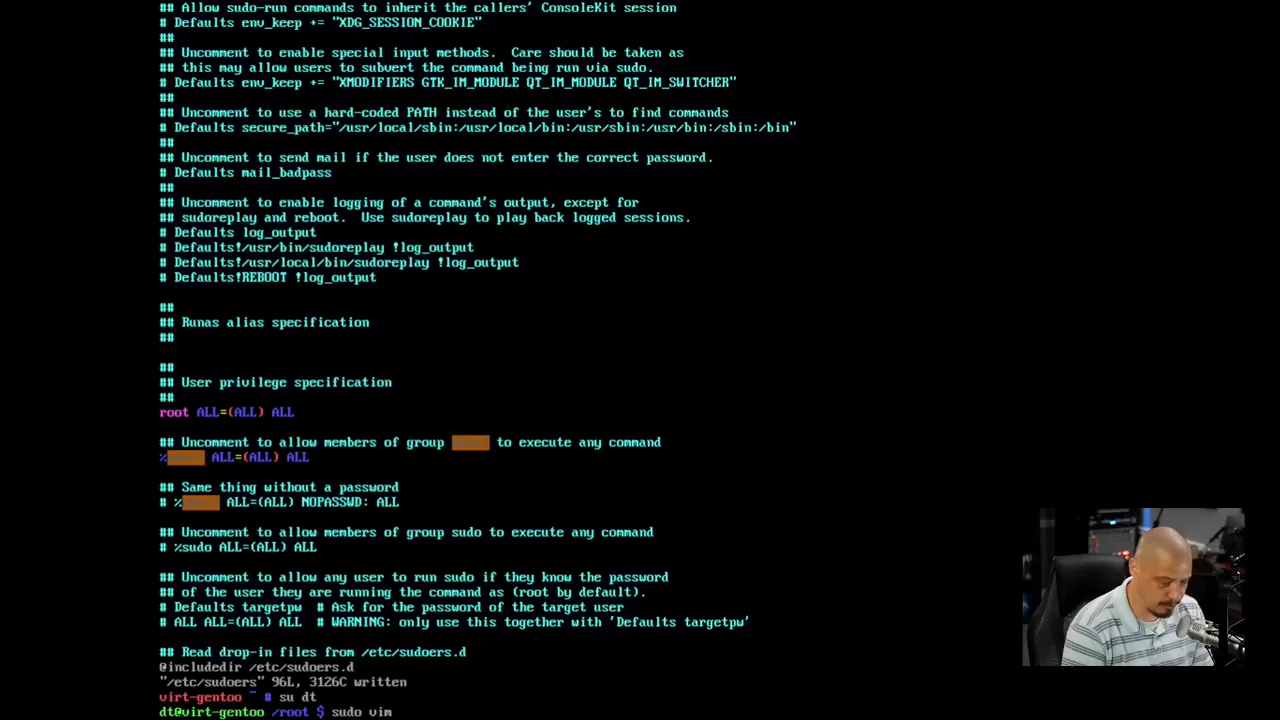 ## Allow sudo-run commands to inherit the callers' ConsoleKit session
# Defaults env_keep += "XDG_SESSION_COOKIE"
##
## Uncomment to enable special input methods.  Care should be taken as
## this may allow users to subvert the command being run via sudo.
# Defaults env_keep += "XMODIFIERS GTK_IM_MODULE QT_IM_MODULE QT_IM_SWITCHER"
##
## Uncomment to use a hard-coded PATH instead of the user's to find commands
# Defaults secure_path="/usr/local/sbin:/usr/local/bin:/usr/sbin:/usr/bin:/sbin:/bin"
##
## Uncomment to send mail if the user does not enter the correct password.
# Defaults mail_badpass
##
## Uncomment to enable logging of a command's output, except for
## sudoreplay and reboot.  Use sudoreplay to play back logged sessions.
# Defaults log_output
# Defaults!/usr/bin/sudoreplay !log_output
# Defaults!/usr/local/bin/sudoreplay !log_output
# Defaults!REBOOT !log_output
##
## Runas alias specification
##
##
## User privilege specification
##
root ALL=(ALL) ALL
## Uncomment to allow members of group to execute any command
% ALL=(ALL) ALL
## Same thing without a password
# % ALL=(ALL) NOPASSWD: ALL
## Uncomment to allow members of group sudo to execute any command
# %sudo ALL=(ALL) ALL
## Uncomment to allow any user to run sudo if they know the password
## of the user they are running the command as (root by default).
# Defaults targetpw  # Ask for the password of the target user
# ALL ALL=(ALL) ALL  # WARNING: only use this together with 'Defaults targetpw'
## Read drop-in files from /etc/sudoers.d
@includedir /etc/sudoers.d
"/etc/sudoers" 96L, 3126C written
virt-gentoo ~ # su dt
dt@virt-gentoo /root $ sudo vim